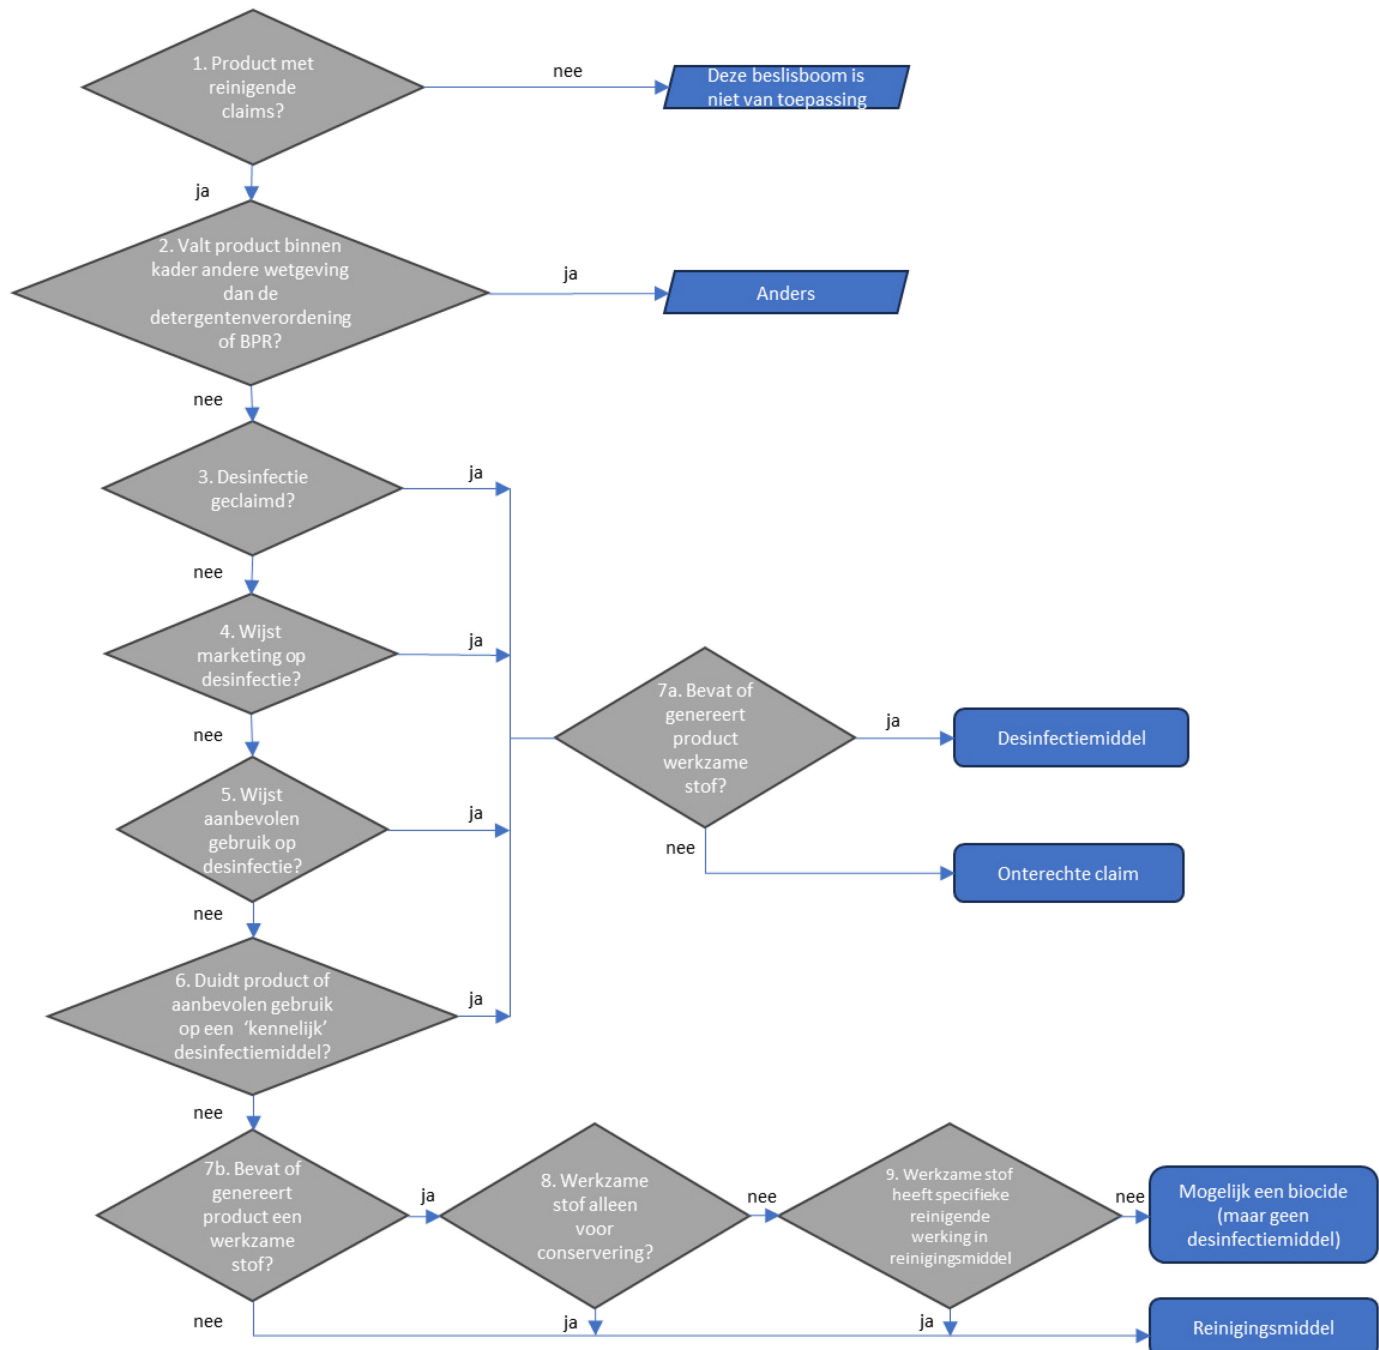 1. Product met
reinigende
claims?
nee
Deze beslisboom is
niet van toepassing
ja
2. Valt product binnen
kader andere wetgeving
dan de
detergentenverordening
of BPR?
ja
Anders
nee
3. Desinfectie
geclaimd?
ja
nee
4. Wijst
marketing op
desinfectie?
ja
nee
5. Wijst
aanbevolen
gebruik op
desinfectie?
ja
nee
6. Duidt product of
aanbevolen gebruik
op een 'kennelijk'
desinfectiemiddel?
ja
nee
7a. Bevat of
genereert
product
werkzame
stof?
ja
Desinfectiemiddel
nee
Onterechte claim
7b. Bevat of
genereert
product een
werkzame
stof?
ja
nee
8. Werkzame
stof alleen
voor
conservering?
nee
ja
9. Werkzame stof
heeft specifieke
reinigende
werking in
reinigingsmiddel
nee
ja
Mogelijk een biocide
(maar geen
desinfectiemiddel)
Reinigingsmiddel